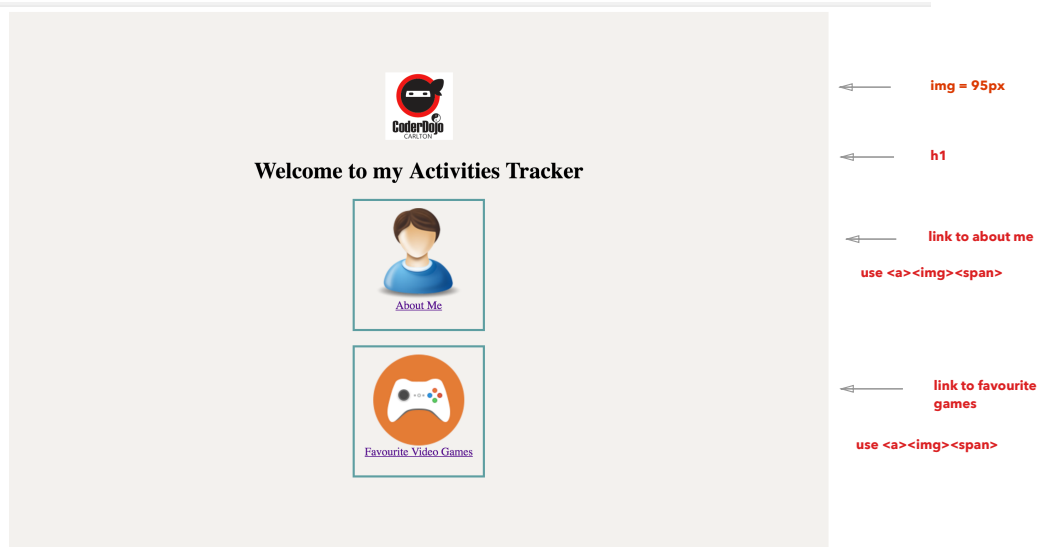 img = 95px
CoderDojo
CARLTON
h1
Welcome to my Activities Tracker
link to about me
use <a><img><span>
About Me
link to favourite
games
use <a><img><span>
Favourite Video Games